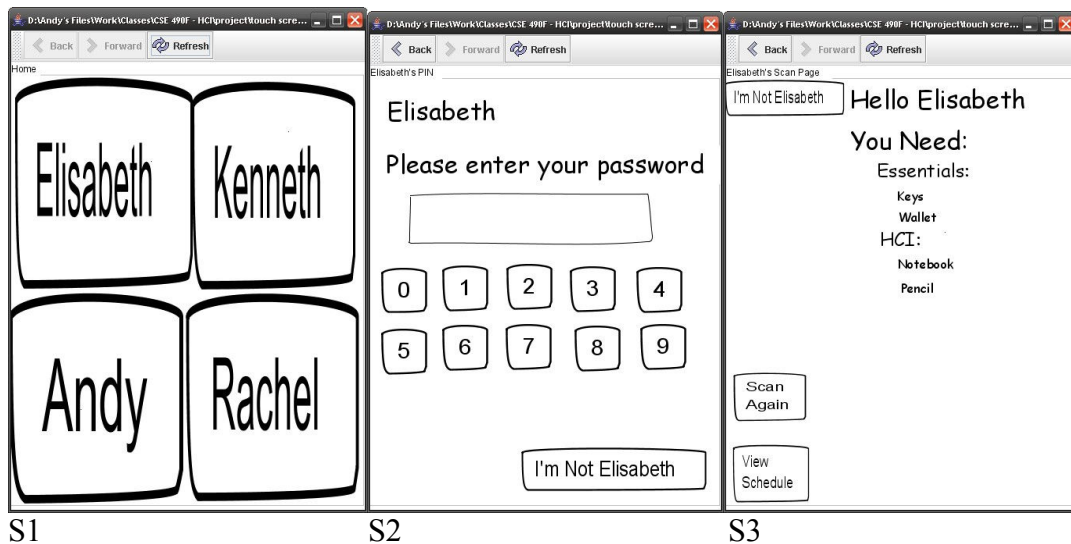 D:\Andy's Files\Work\Classes\CSE 490F - HCI\project\touch scre...
Back Forward Refresh
Home
Elisabeth
Kenneth
Andy
Rachel
S1
D:\Andy's Files\Work\Classes\CSE 490F - HCI\project\touch scre...
Back Forward Refresh
Elisabeth's PIN
Elisabeth
Please enter your password
0 1 2 3 4
5 6 7 8 9
I'm Not Elisabeth
S2
D:\Andy's Files\Work\Classes\CSE 490F - HCI\project\touch scre...
Back Forward Refresh
Elisabeth's Scan Page
I'm Not Elisabeth
Hello Elisabeth
You Need:
Essentials:
Keys
Wallet
HCI:
Notebook
Pencil
Scan
Again
View
Schedule
S3